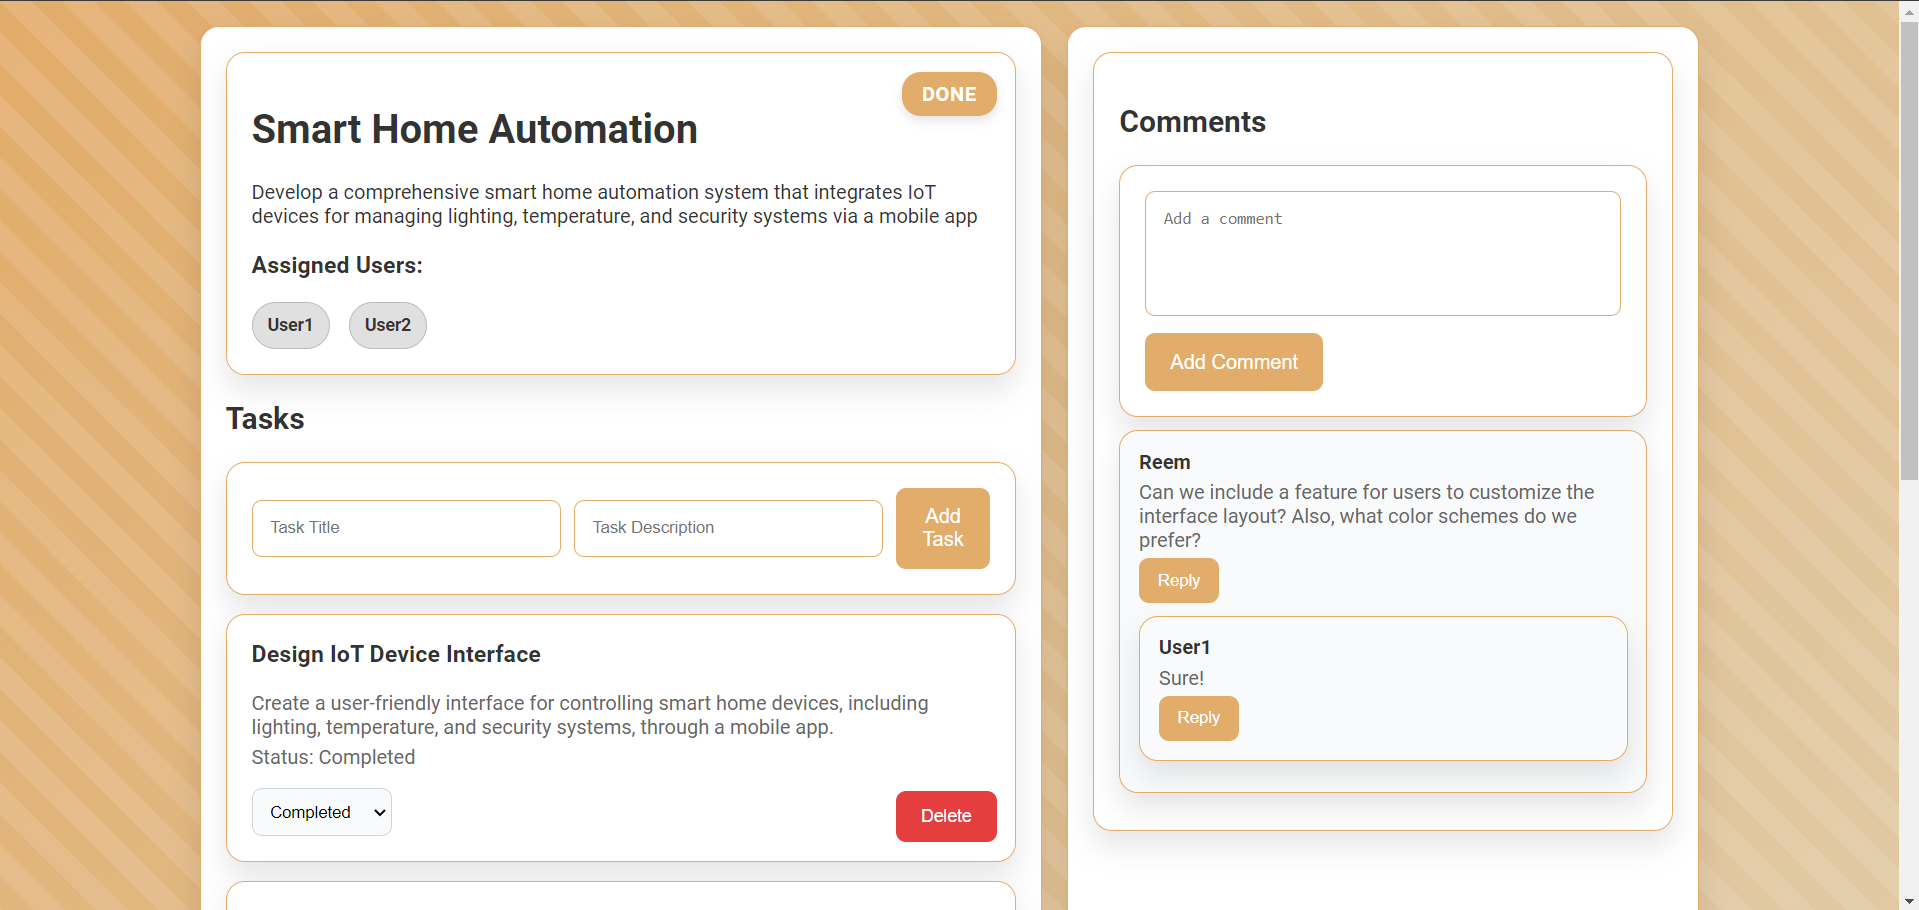 DONE
Smart Home Automation
Develop a comprehensive smart home automation system that integrates IoT
devices for managing lighting, temperature, and security systems via a mobile app
Assigned Users:
User1 User2
Tasks
Task Title Task Description Add
Task
Design IoT Device Interface
Create a user-friendly interface for controlling smart home devices, including
lighting, temperature, and security systems, through a mobile app.
Status: Completed
Completed Delete
Comments
Add a comment
Add Comment
Reem
Can we include a feature for users to customize the
interface layout? Also, what color schemes do we
prefer?
Reply
User1
Sure!
Reply